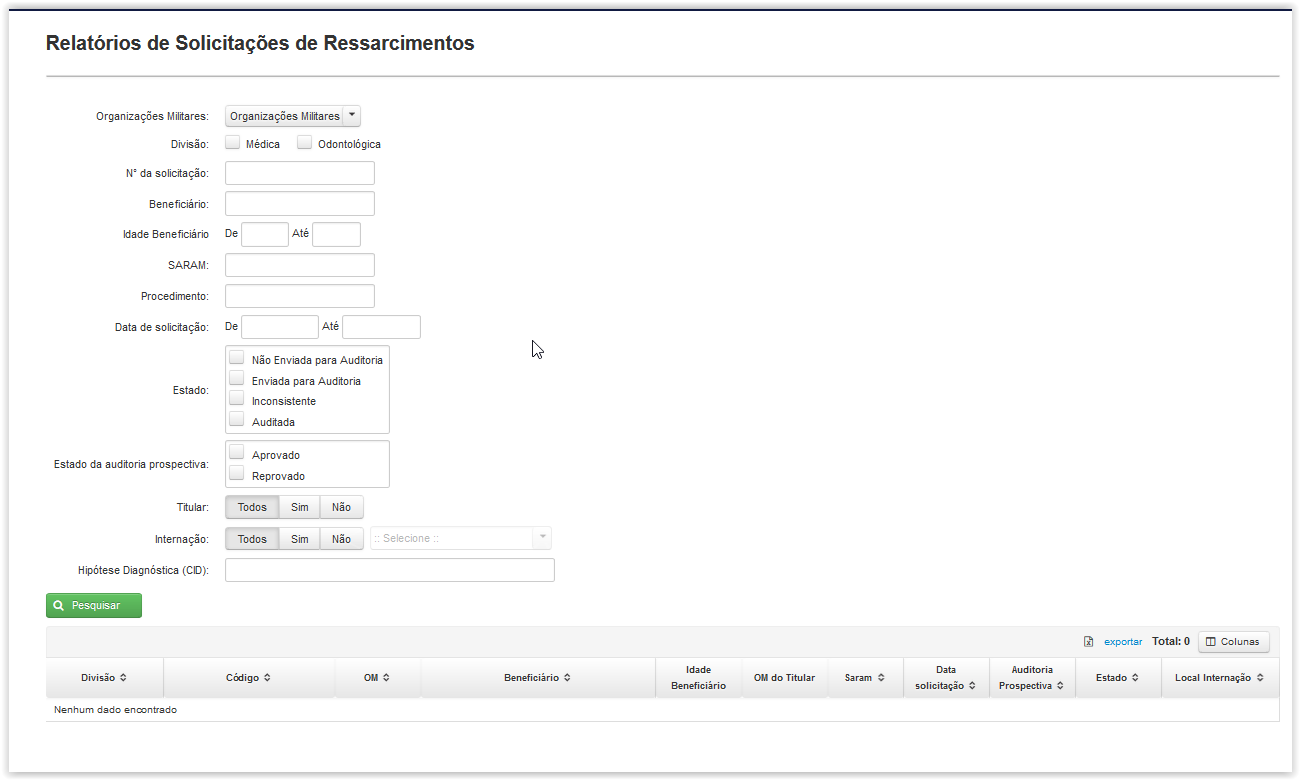 Relatórios de Solicitações de Ressarcimentos
Organizações Militares: Organizações Militares
Divisão: Médica Odontológica
N° da solicitação:
Beneficiário:
Idade Beneficiário De Até
SARAM:
Procedimento:
Data de solicitação: De Até
Estado:
Não Enviada para Auditoria
Enviada para Auditoria
Inconsistente
Auditada
Estado da auditoria prospectiva:
Aprovado
Reprovado
Titular: Todos Sim Não
Internação: Todos Sim Não :: Selecione ::
Hipótese Diagnóstica (CID):
Pesquisar
exportar Total: 0 Colunas
Divisão Código OM Beneficiário Idade Beneficiário OM do Titular Saram Data solicitação Auditoria Prospectiva Estado Local Internação
Nenhum dado encontrado